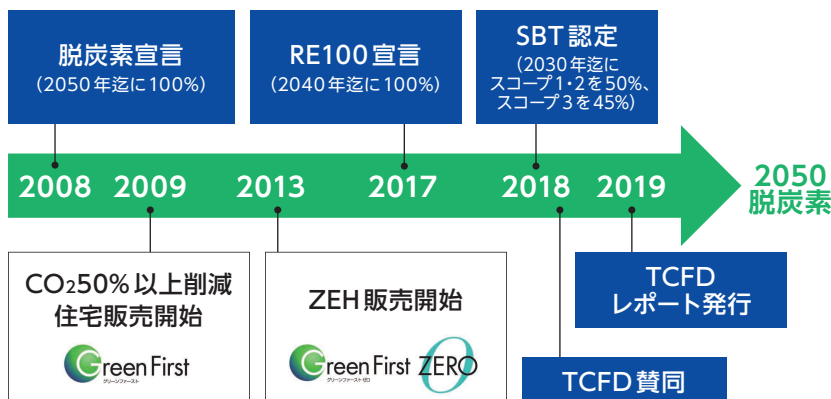 脱炭素宣言
(2050年迄に100%)
RE100宣言
(2040年迄に100%)
SBT認定
(2030年迄に
スコープ1・2を50%、
スコープ3を45%)
2008
2009
2013
2017
2018
2019
2050
脱炭素
CO₂50%以上削減
住宅販売開始
Green First
グリーンファースト
ZEH販売開始
Green First ZERO
グリーンファースト ゼロ
TCFD
レポート発行
TCFD賛同